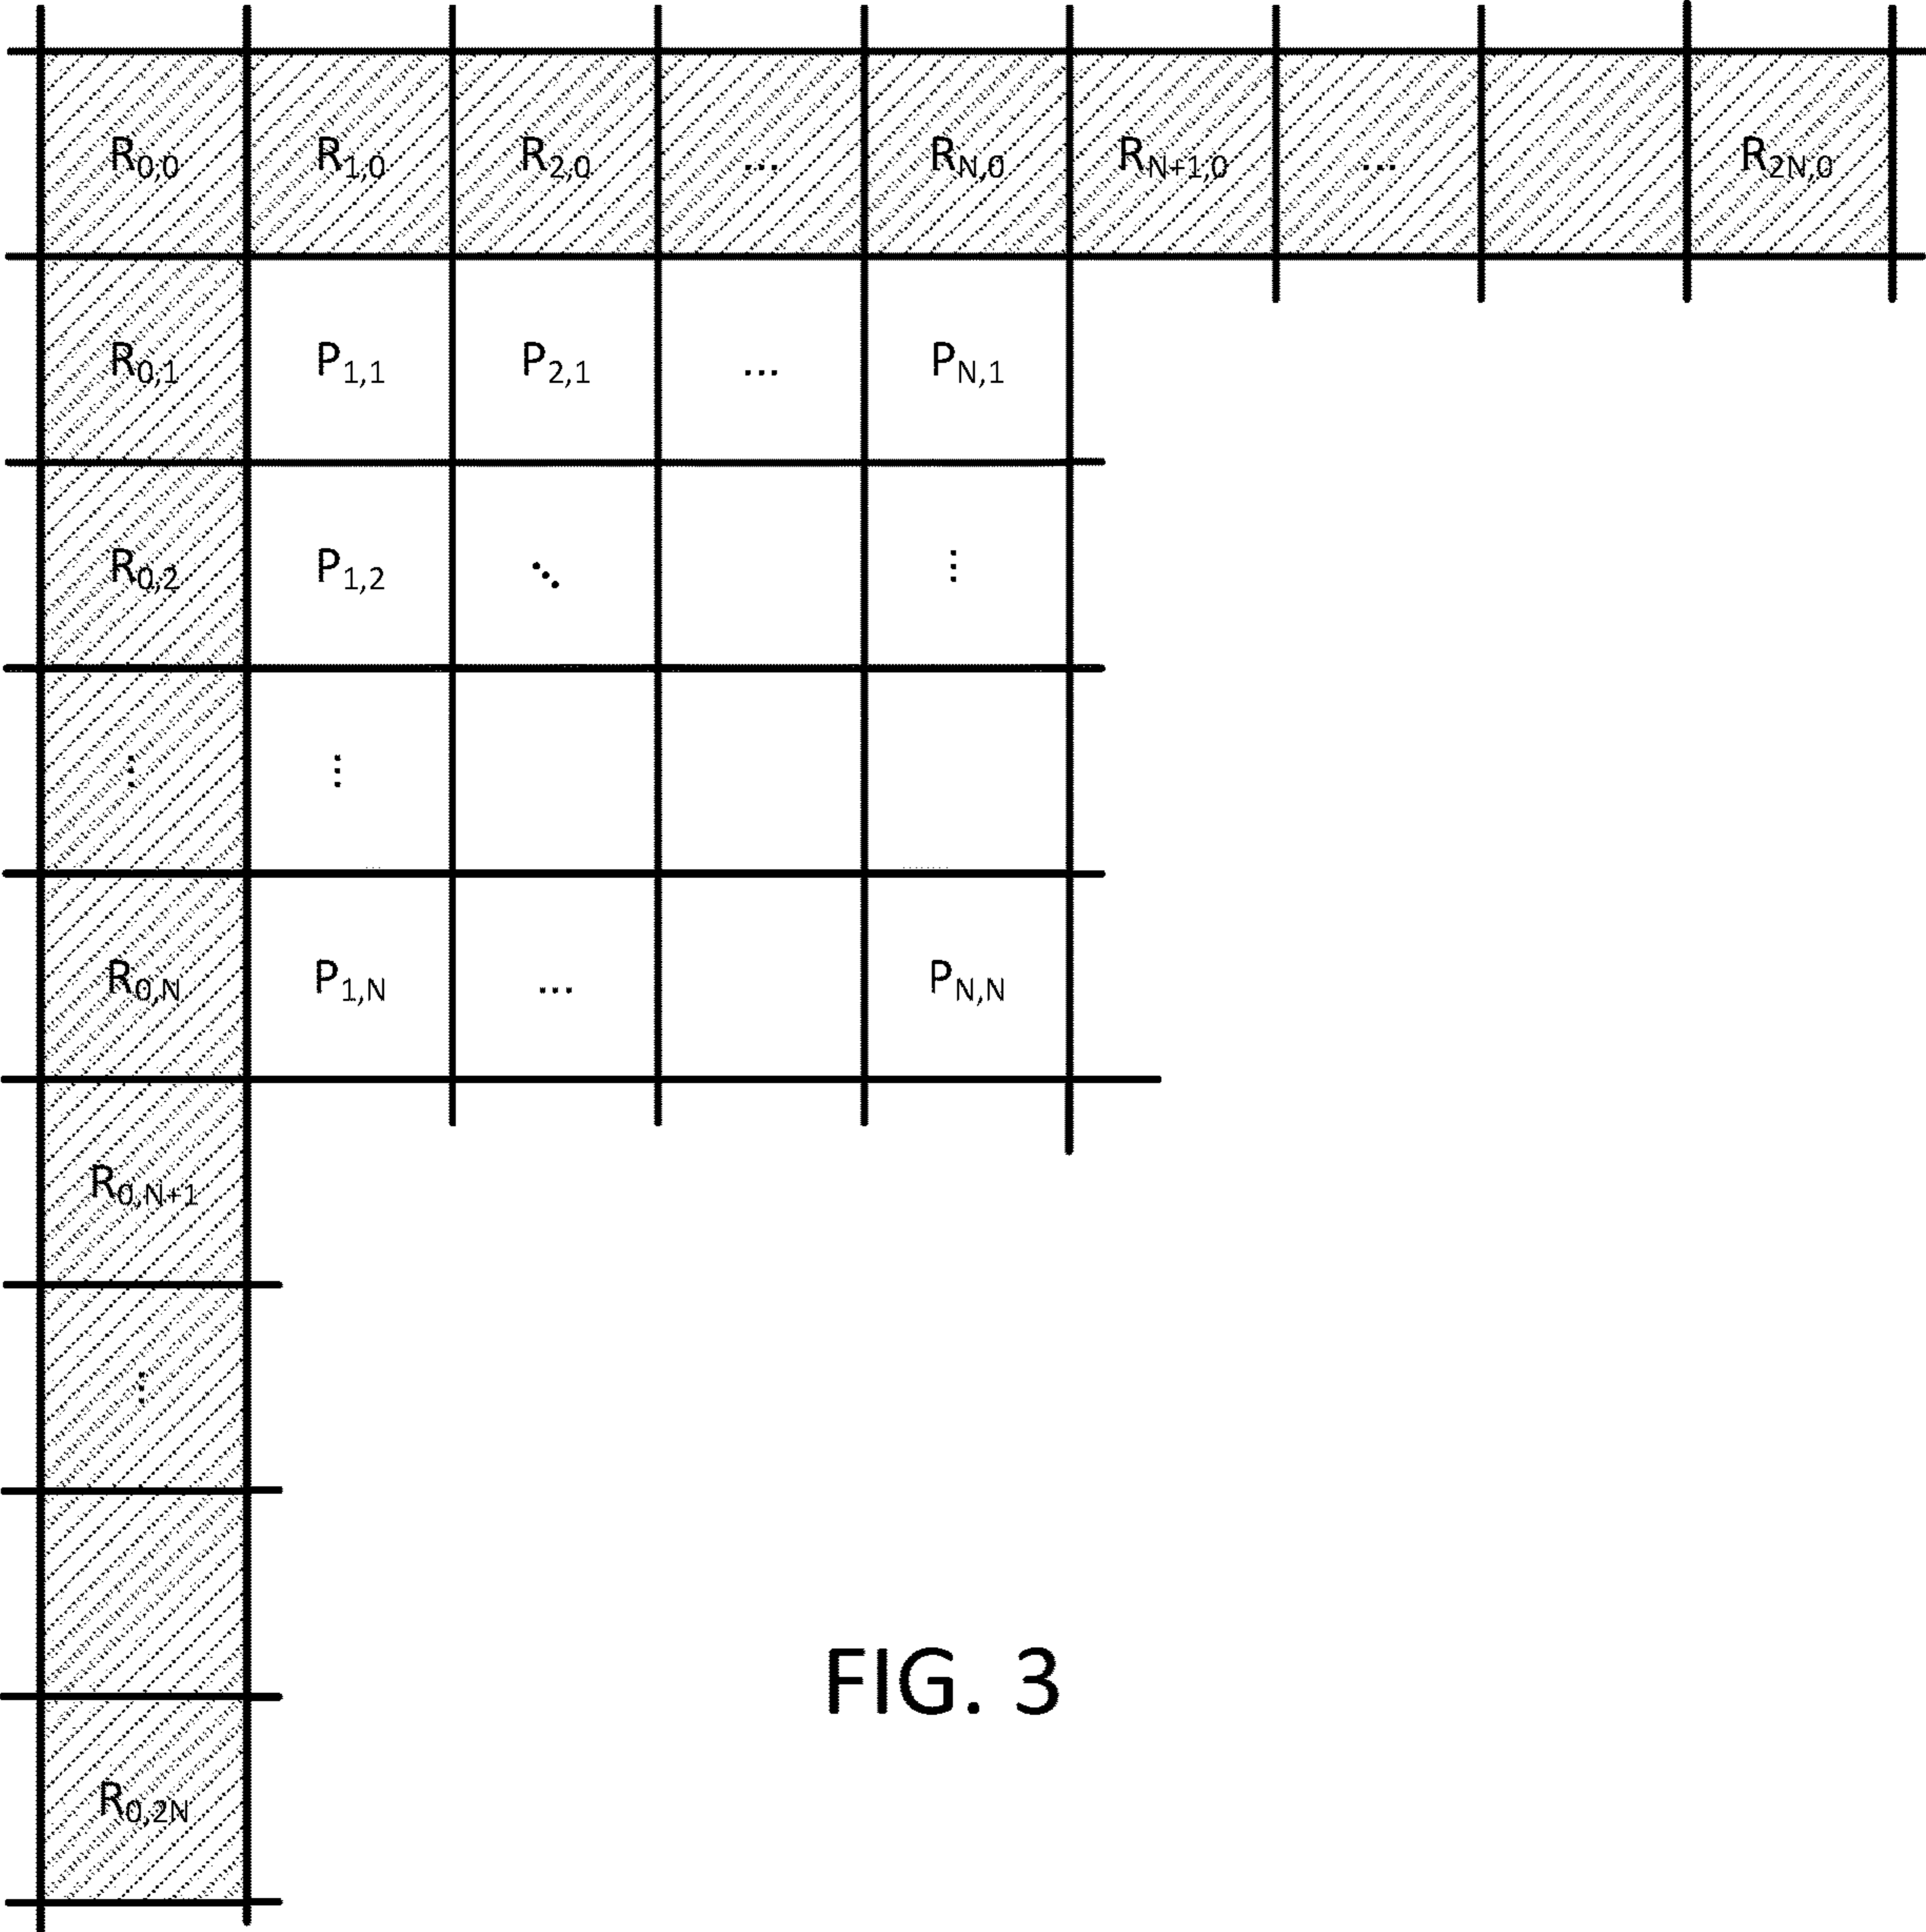 R0,0 R1,0 R2,0 ... RN,0 RN+1,0 ... R2N,0
R0,1 P1,1 P2,1 ... PN,1
R0,2 P1,2 ⋱ ⋮
⋮ ⋮
R0,N P1,N ... PN,N
R0,N+1
⋮
R0,2N
FIG. 3